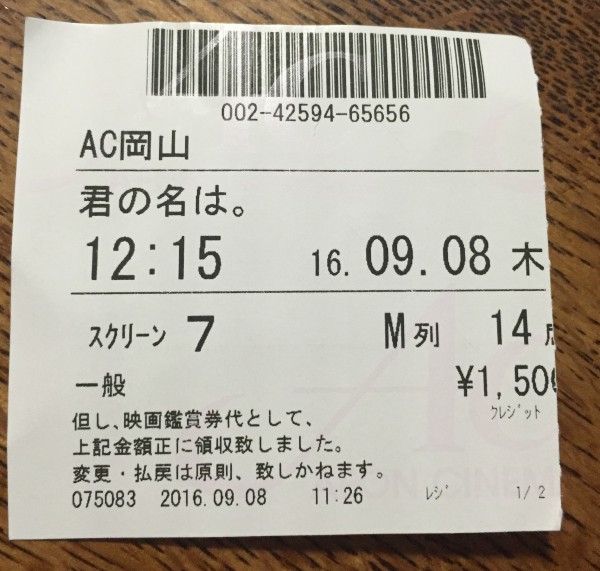 002-42594-65656
AC岡山
君の名は。
12:15 16.09.08 木
スクリーン 7 M列 14
一般 ¥1,500
クレジット
但し、映画鑑賞券代として、
上記金額正に領収致しました。
変更・払戻は原則、致しかねます。
075083 2016.09.08 11:26 レジ 1/2